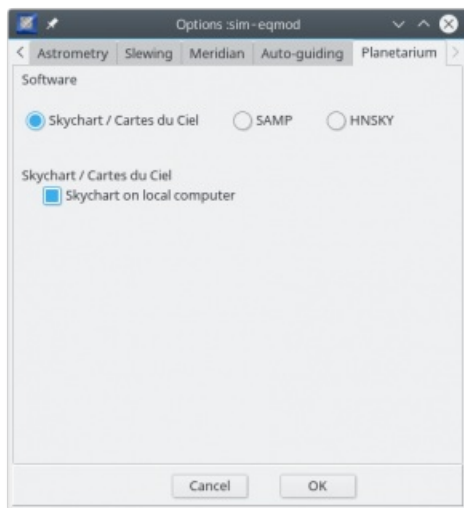 Options :sim-eqmod
Astrometry Slewing Meridian Auto-guiding Planetarium
Software
Skychart / Cartes du Ciel SAMP HNSKY
Skychart / Cartes du Ciel
Skychart on local computer
Cancel OK